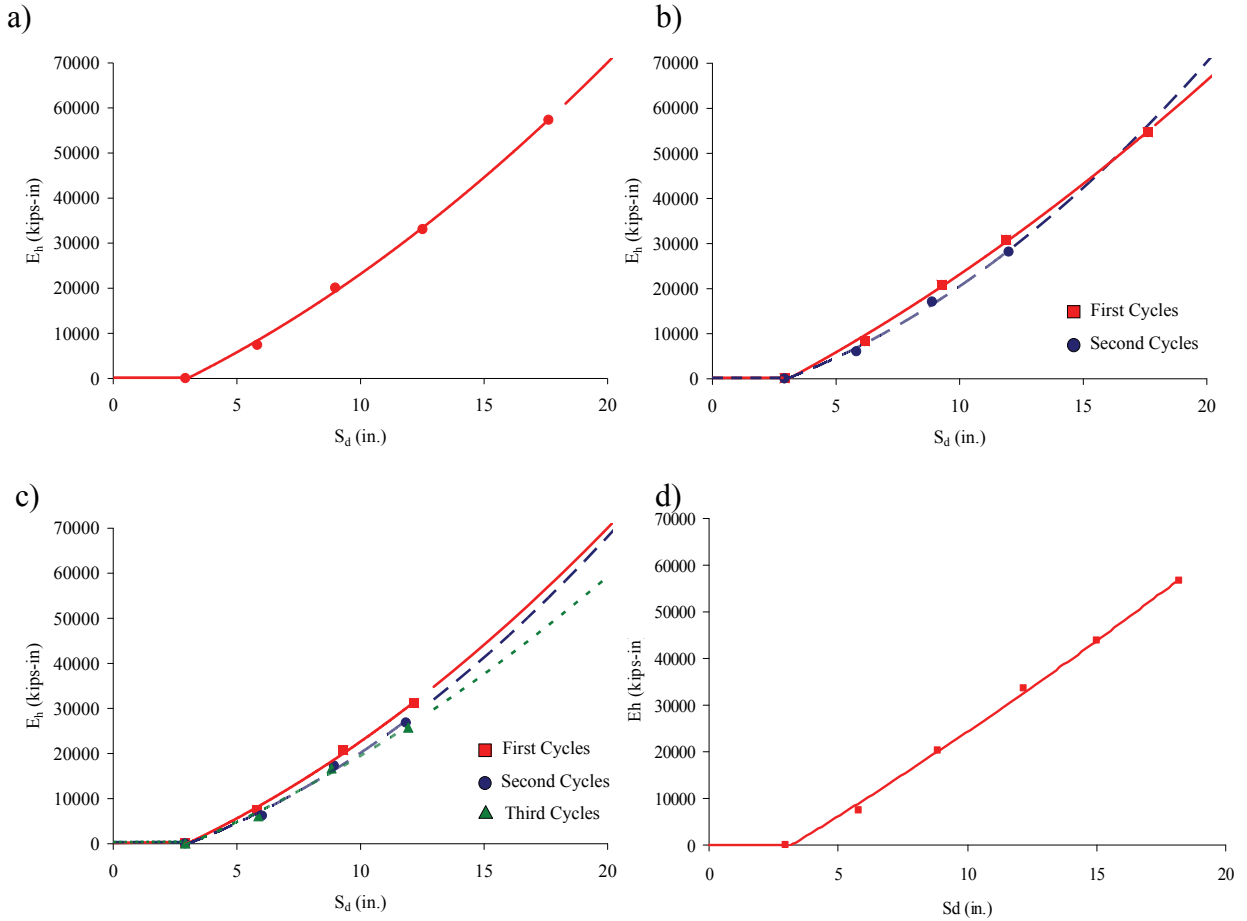 a)
70000
60000
50000
40000
30000
20000
10000
0
E_h (kips-in)
0 5 10 15 20
S_d (in.)
b)
70000
60000
50000
40000
30000
20000
10000
0
E_h (kips-in)
First Cycles
Second Cycles
0 5 10 15 20
S_d (in.)
c)
70000
60000
50000
40000
30000
20000
10000
0
E_h (kips-in)
First Cycles
Second Cycles
Third Cycles
0 5 10 15 20
S_d (in.)
d)
70000
60000
50000
40000
30000
20000
10000
0
Eh (kips-in
0 5 10 15 20
Sd (in.)